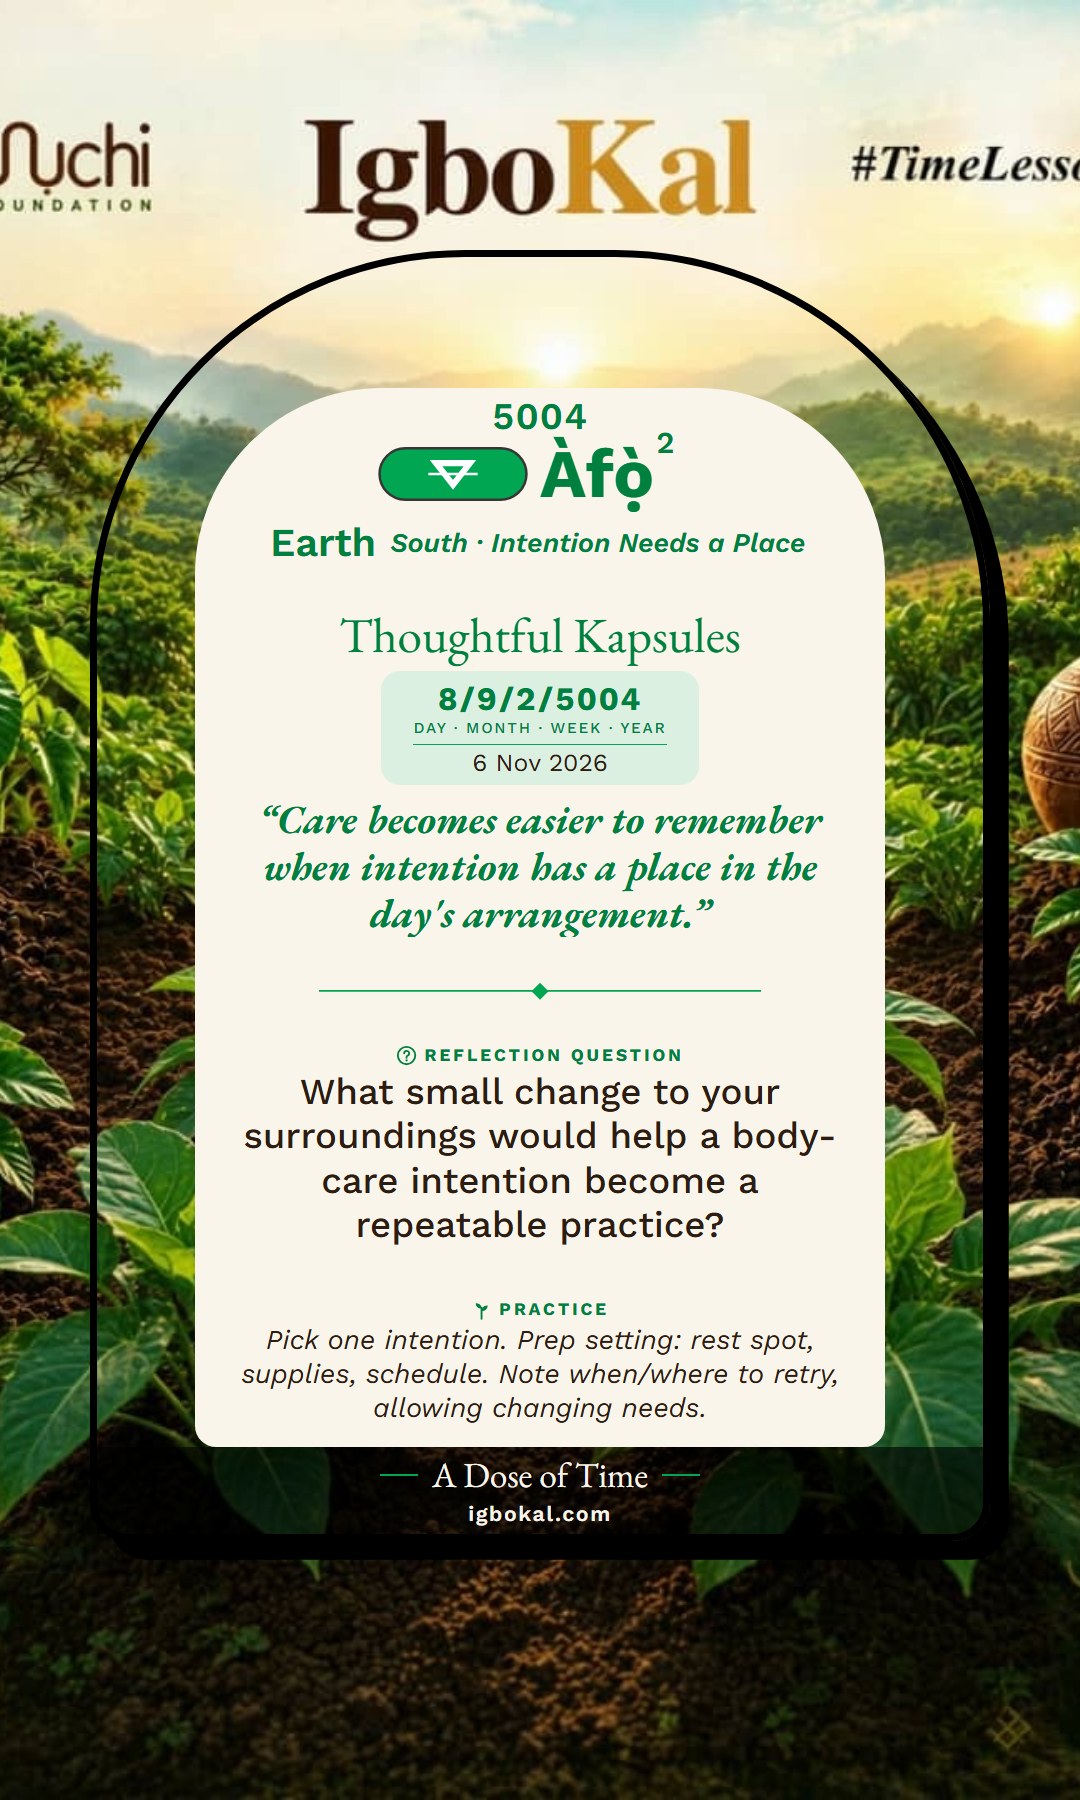 Ụchi
OUNDATION
IgboKal
#TimeLesso
5004
Àfọ̀²
Earth South · Intention Needs a Place
Thoughtful Kapsules
8/9/2/5004
DAY · MONTH · WEEK · YEAR
6 Nov 2026
“Care becomes easier to remember
when intention has a place in the
day's arrangement.”
REFLECTION QUESTION
What small change to your
surroundings would help a body-
care intention become a
repeatable practice?
PRACTICE
Pick one intention. Prep setting: rest spot,
supplies, schedule. Note when/where to retry,
allowing changing needs.
A Dose of Time
igbokal.com